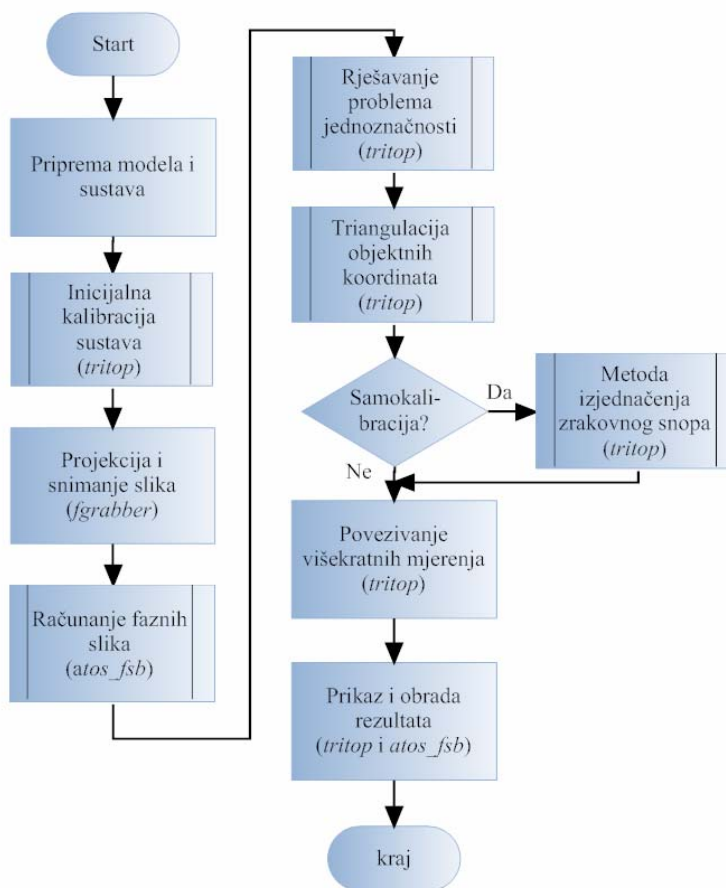 Start
Priprema modela i
sustava
Inicijalna
kalibracija
sustava
(tritop)
Projekcija i
snimanje slika
(fgrabber)
Računanje faznih
slika
(atos_fsb)
Rješavanje
problema
jednoznačnosti
(tritop)
Triangulacija
objektnih
koordinata
(tritop)
Samokali-
bracija?
Da
Metoda
izjednačenja
zrakovnog snopa
(tritop)
Ne
Povezivanje
višekratnih mjerenja
(tritop)
Prikaz i obrada
rezultata
(tritop i atos_fsb)
kraj